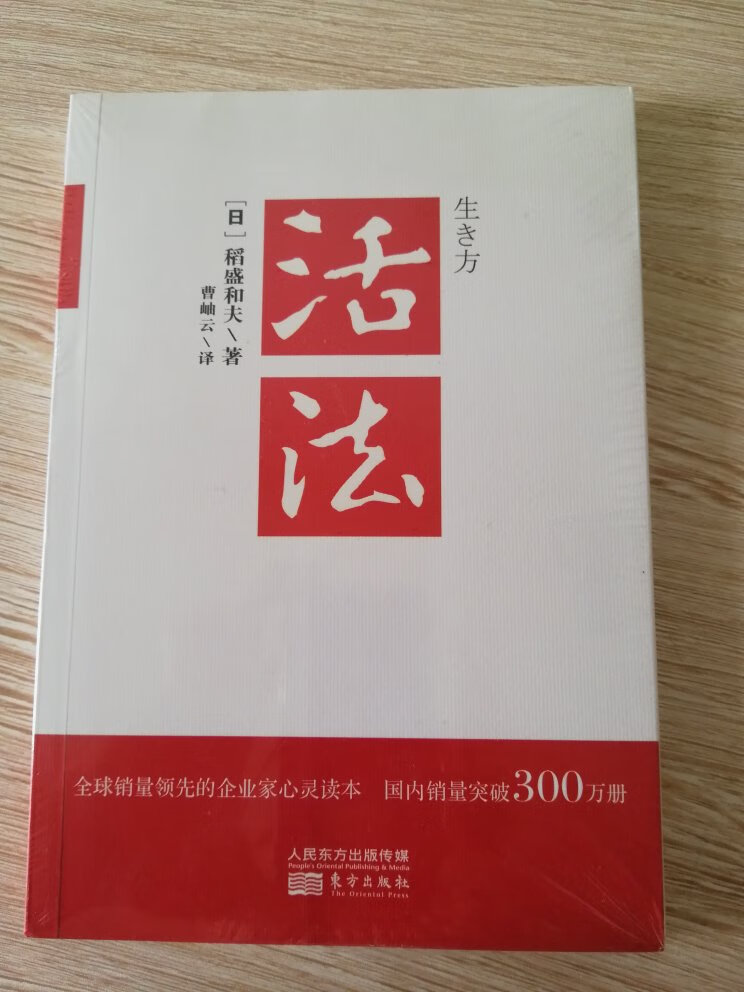 生き方
活法
[日] 稻盛和夫\著
曹岫云\译
全球销量领先的企业家心灵读本 国内销量突破300万册
人民东方出版传媒
People's Oriental Publishing & Media
東方出版社
The Oriental Press